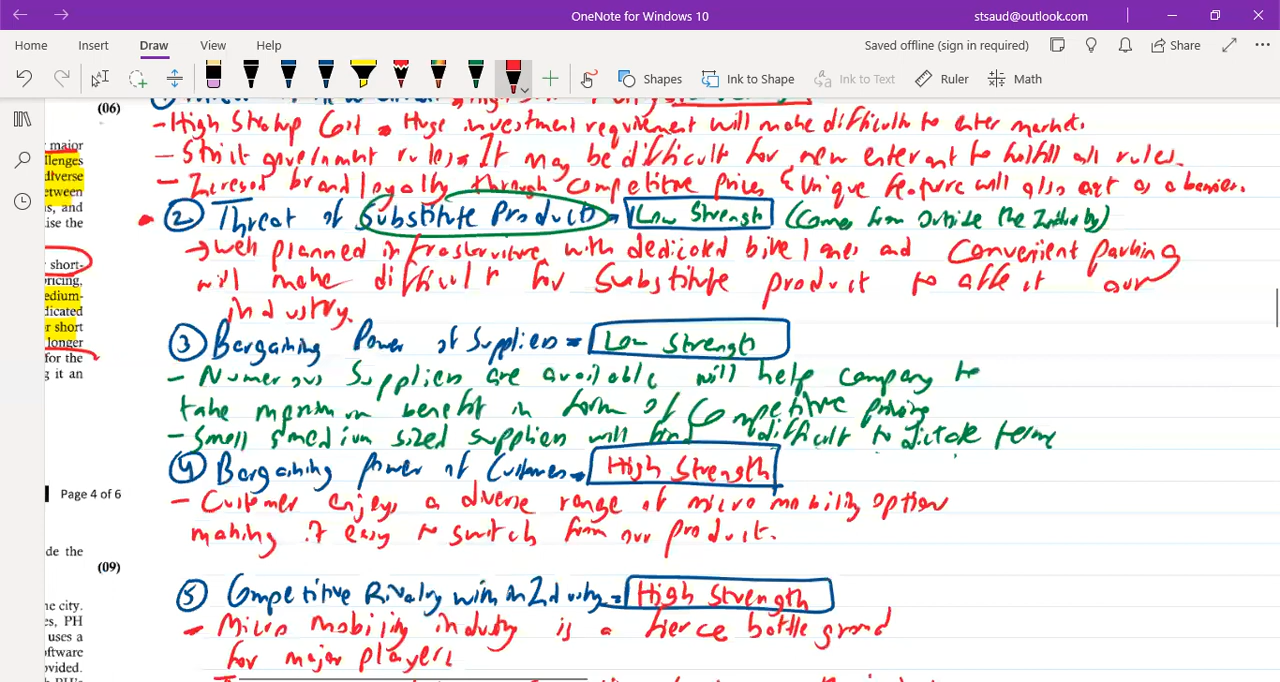 OneNote for Windows 10
stsaud@outlook.com
Home Insert Draw View Help
Saved offline (sign in required)
Share
Shapes
Ink to Shape
Ink to Text
Ruler
Math
(06)
major
llenges
diverse
etween
s, and
ise the
short-
ricing,
edium-
dicated
r short
longer
for the
g it an
Page 4 of 6
de the
(09)
ne city.
es, PH
uses a
oftware
ovided.
- High Startup Cost. Huge investment requirement will make difficult to enter market.
- Strict government rules. It may be difficult for new enterant to fulfill all rules.
- Incresed brand loyalty through competitive prices & Unique feature will also act as a barrier.
② Threat of Substitute Products = Low Strength (Comes from outside the Industry)
→ well planned infrastructure with dedicated bike lanes and Convenient parking
will make difficult for Substitute product to affect our
industry.
③ Bargaining Power of Suppliers = Low Strength
- Numerous Suppliers are available will help company to
take maximum benefit in form of Competitive pricing
- Small & medium sized suppliers will find difficult to dictate terms
④ Bargaining Power of Customers = High Strength
- Customer enjoys a diverse range of micro mobility option
making it easy to switch from our product.
⑤ Competitive Rivalry with An Industry = High Strength
- Micro mobility industry is a fierce battle ground
for major players